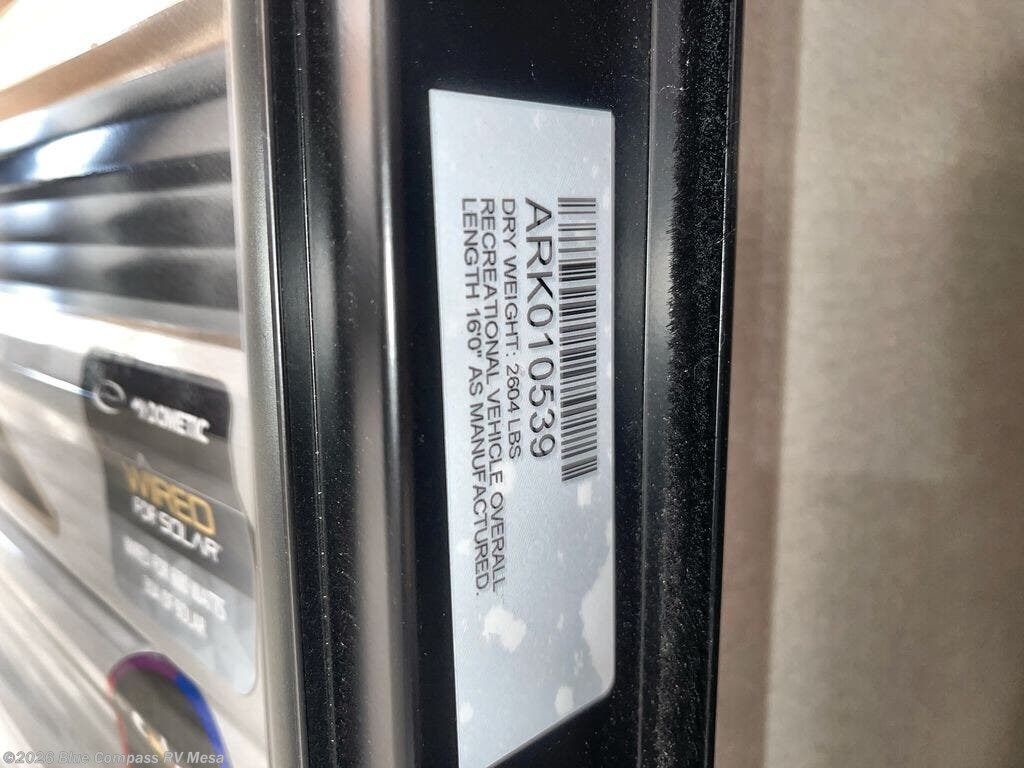 ARK010539
DRY WEIGHT: 2604 LBS
RECREATIONAL VEHICLE OVERALL
LENGTH 16'0" AS MANUFACTURED.
DOMETIC
WIRED
FOR SOLAR
©2026 Blue Compass RV Mesa